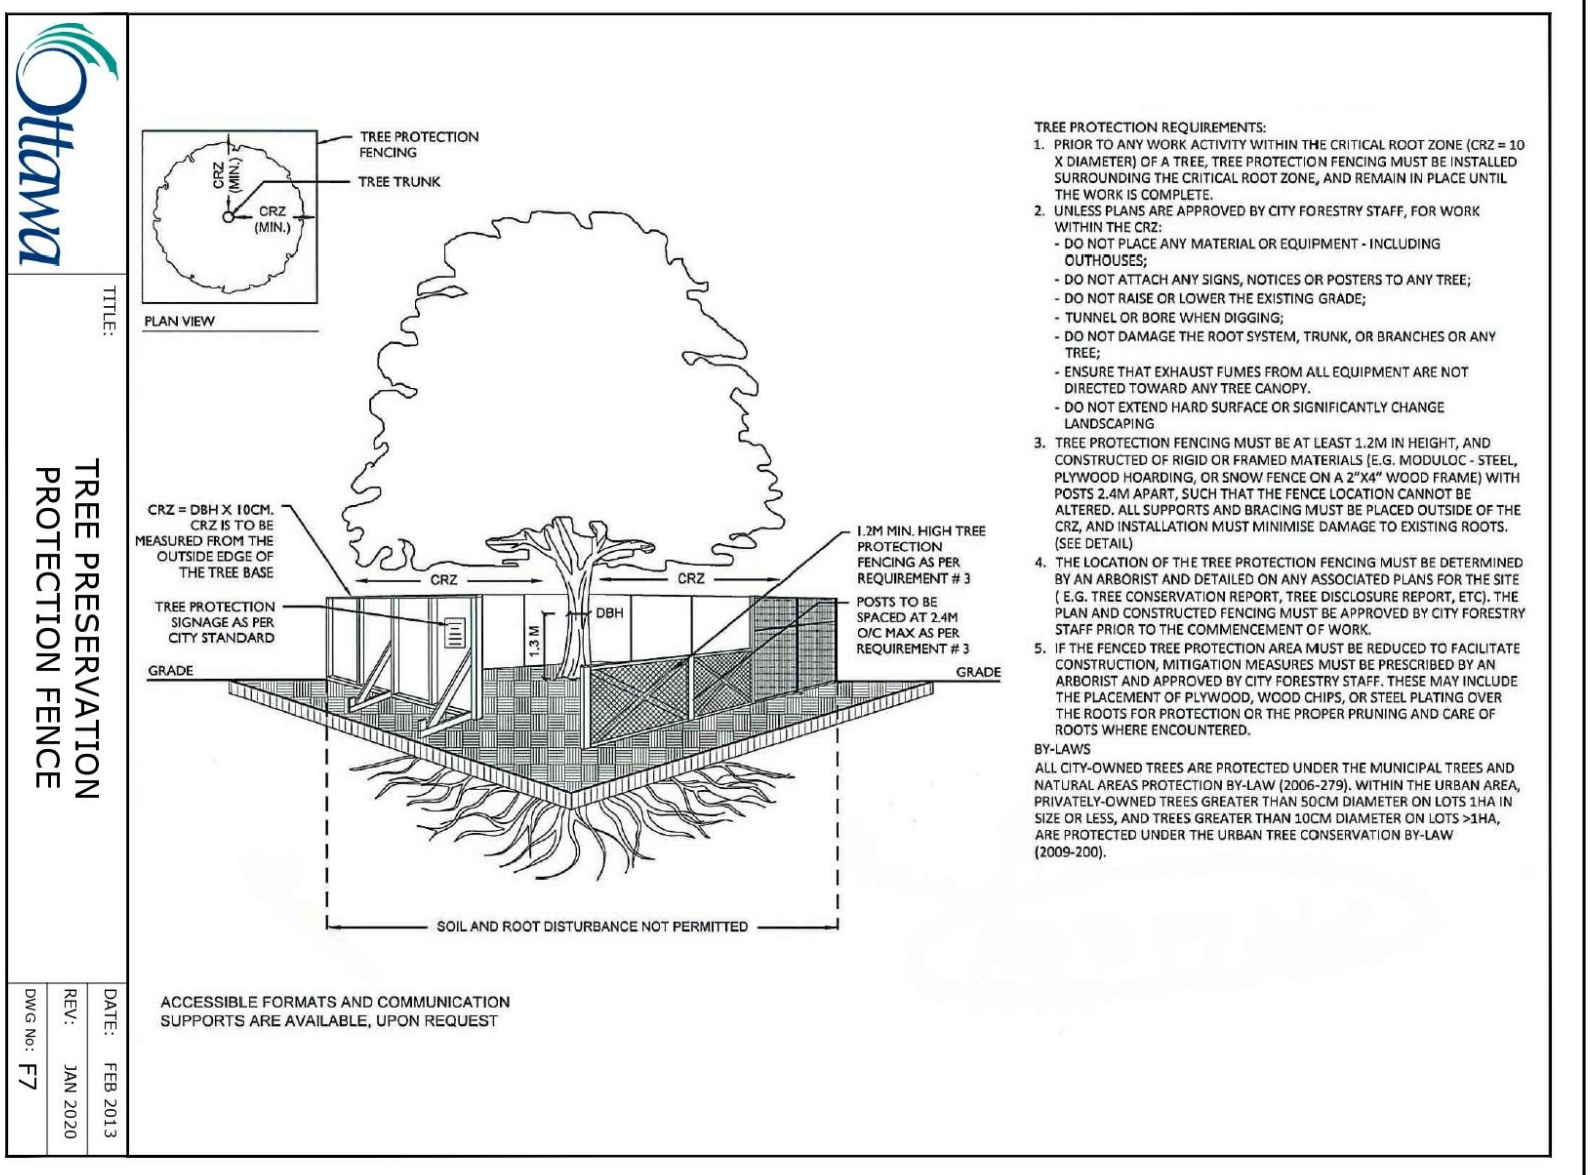 Ottawa
TITLE:
TREE PRESERVATION
PROTECTION FENCE
DATE: FEB 2013
REV: JAN 2020
DWG No: F7
CRZ
(MIN.)
CRZ
(MIN.)
TREE PROTECTION
FENCING
TREE TRUNK
PLAN VIEW
CRZ = DBH X 10CM.
CRZ IS TO BE
MEASURED FROM THE
OUTSIDE EDGE OF
THE TREE BASE
TREE PROTECTION
SIGNAGE AS PER
CITY STANDARD
GRADE
CRZ
CRZ
DBH
1.3 M
1.2M MIN. HIGH TREE
PROTECTION
FENCING AS PER
REQUIREMENT # 3
POSTS TO BE
SPACED AT 2.4M
O/C MAX AS PER
REQUIREMENT # 3
GRADE
SOIL AND ROOT DISTURBANCE NOT PERMITTED
ACCESSIBLE FORMATS AND COMMUNICATION
SUPPORTS ARE AVAILABLE, UPON REQUEST
TREE PROTECTION REQUIREMENTS:
1. PRIOR TO ANY WORK ACTIVITY WITHIN THE CRITICAL ROOT ZONE (CRZ = 10
X DIAMETER) OF A TREE, TREE PROTECTION FENCING MUST BE INSTALLED
SURROUNDING THE CRITICAL ROOT ZONE, AND REMAIN IN PLACE UNTIL
THE WORK IS COMPLETE.
2. UNLESS PLANS ARE APPROVED BY CITY FORESTRY STAFF, FOR WORK
WITHIN THE CRZ:
- DO NOT PLACE ANY MATERIAL OR EQUIPMENT - INCLUDING
OUTHOUSES;
- DO NOT ATTACH ANY SIGNS, NOTICES OR POSTERS TO ANY TREE;
- DO NOT RAISE OR LOWER THE EXISTING GRADE;
- TUNNEL OR BORE WHEN DIGGING;
- DO NOT DAMAGE THE ROOT SYSTEM, TRUNK, OR BRANCHES OR ANY
TREE;
- ENSURE THAT EXHAUST FUMES FROM ALL EQUIPMENT ARE NOT
DIRECTED TOWARD ANY TREE CANOPY.
- DO NOT EXTEND HARD SURFACE OR SIGNIFICANTLY CHANGE
LANDSCAPING
3. TREE PROTECTION FENCING MUST BE AT LEAST 1.2M IN HEIGHT, AND
CONSTRUCTED OF RIGID OR FRAMED MATERIALS (E.G. MODULOC - STEEL,
PLYWOOD HOARDING, OR SNOW FENCE ON A 2"X4" WOOD FRAME) WITH
POSTS 2.4M APART, SUCH THAT THE FENCE LOCATION CANNOT BE
ALTERED. ALL SUPPORTS AND BRACING MUST BE PLACED OUTSIDE OF THE
CRZ, AND INSTALLATION MUST MINIMISE DAMAGE TO EXISTING ROOTS.
(SEE DETAIL)
4. THE LOCATION OF THE TREE PROTECTION FENCING MUST BE DETERMINED
BY AN ARBORIST AND DETAILED ON ANY ASSOCIATED PLANS FOR THE SITE
( E.G. TREE CONSERVATION REPORT, TREE DISCLOSURE REPORT, ETC). THE
PLAN AND CONSTRUCTED FENCING MUST BE APPROVED BY CITY FORESTRY
STAFF PRIOR TO THE COMMENCEMENT OF WORK.
5. IF THE FENCED TREE PROTECTION AREA MUST BE REDUCED TO FACILITATE
CONSTRUCTION, MITIGATION MEASURES MUST BE PRESCRIBED BY AN
ARBORIST AND APPROVED BY CITY FORESTRY STAFF. THESE MAY INCLUDE
THE PLACEMENT OF PLYWOOD, WOOD CHIPS, OR STEEL PLATING OVER
THE ROOTS FOR PROTECTION OR THE PROPER PRUNING AND CARE OF
ROOTS WHERE ENCOUNTERED.
BY-LAWS
ALL CITY-OWNED TREES ARE PROTECTED UNDER THE MUNICIPAL TREES AND
NATURAL AREAS PROTECTION BY-LAW (2006-279). WITHIN THE URBAN AREA,
PRIVATELY-OWNED TREES GREATER THAN 50CM DIAMETER ON LOTS 1HA IN
SIZE OR LESS, AND TREES GREATER THAN 10CM DIAMETER ON LOTS >1HA,
ARE PROTECTED UNDER THE URBAN TREE CONSERVATION BY-LAW
(2009-200).